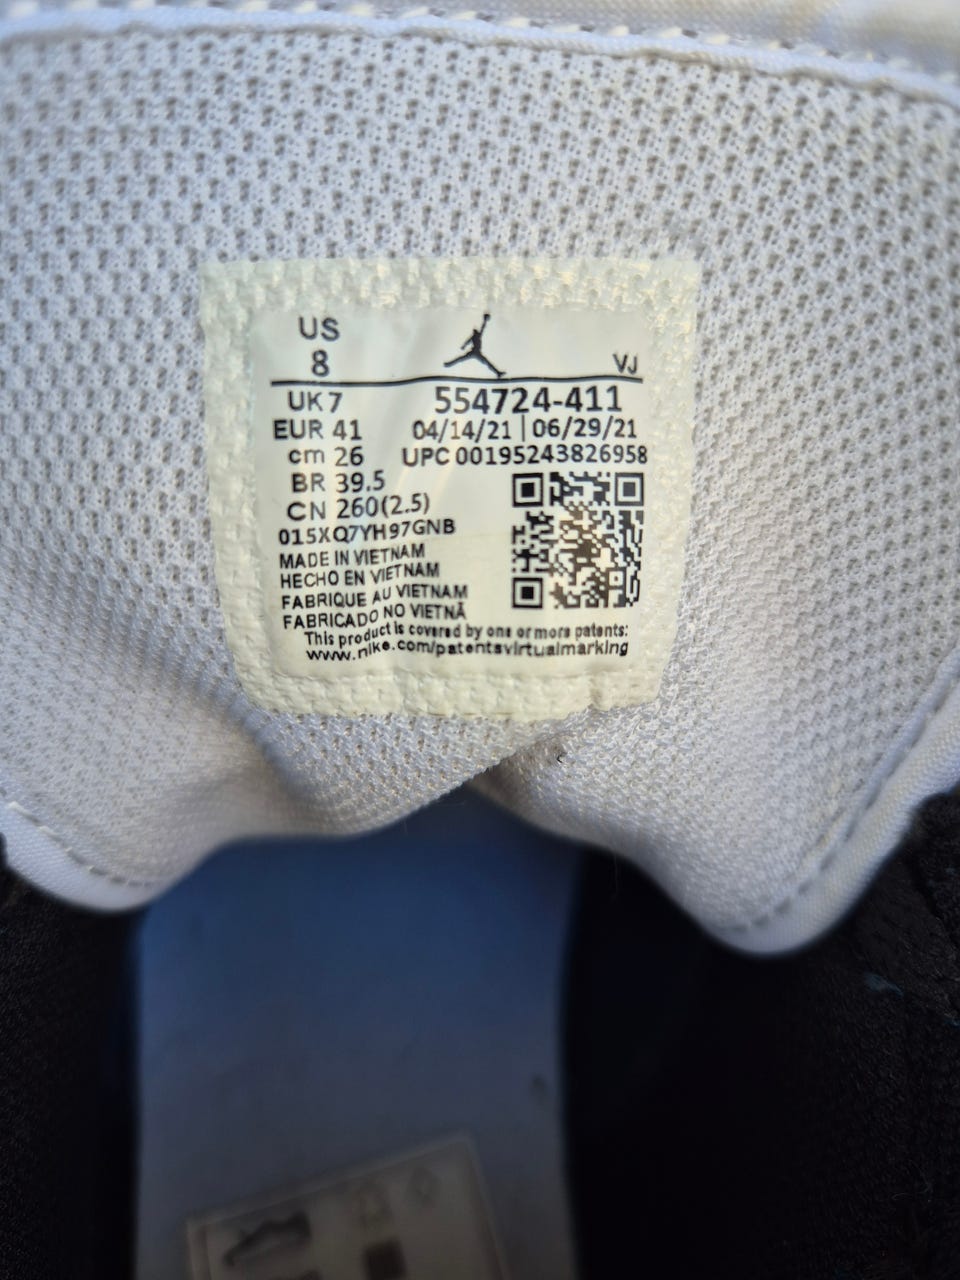 US
8
VJ
UK 7
554724-411
EUR 41
04/14/21 | 06/29/21
cm 26
UPC 00195243826958
BR 39.5
CN 260(2.5)
015XQ7YH97GNB
MADE IN VIETNAM
HECHO EN VIETNAM
FABRIQUE AU VIETNAM
FABRICADO NO VIETNÃ
This product is covered by one or more patents:
www.nike.com/patentsvirtualmarking